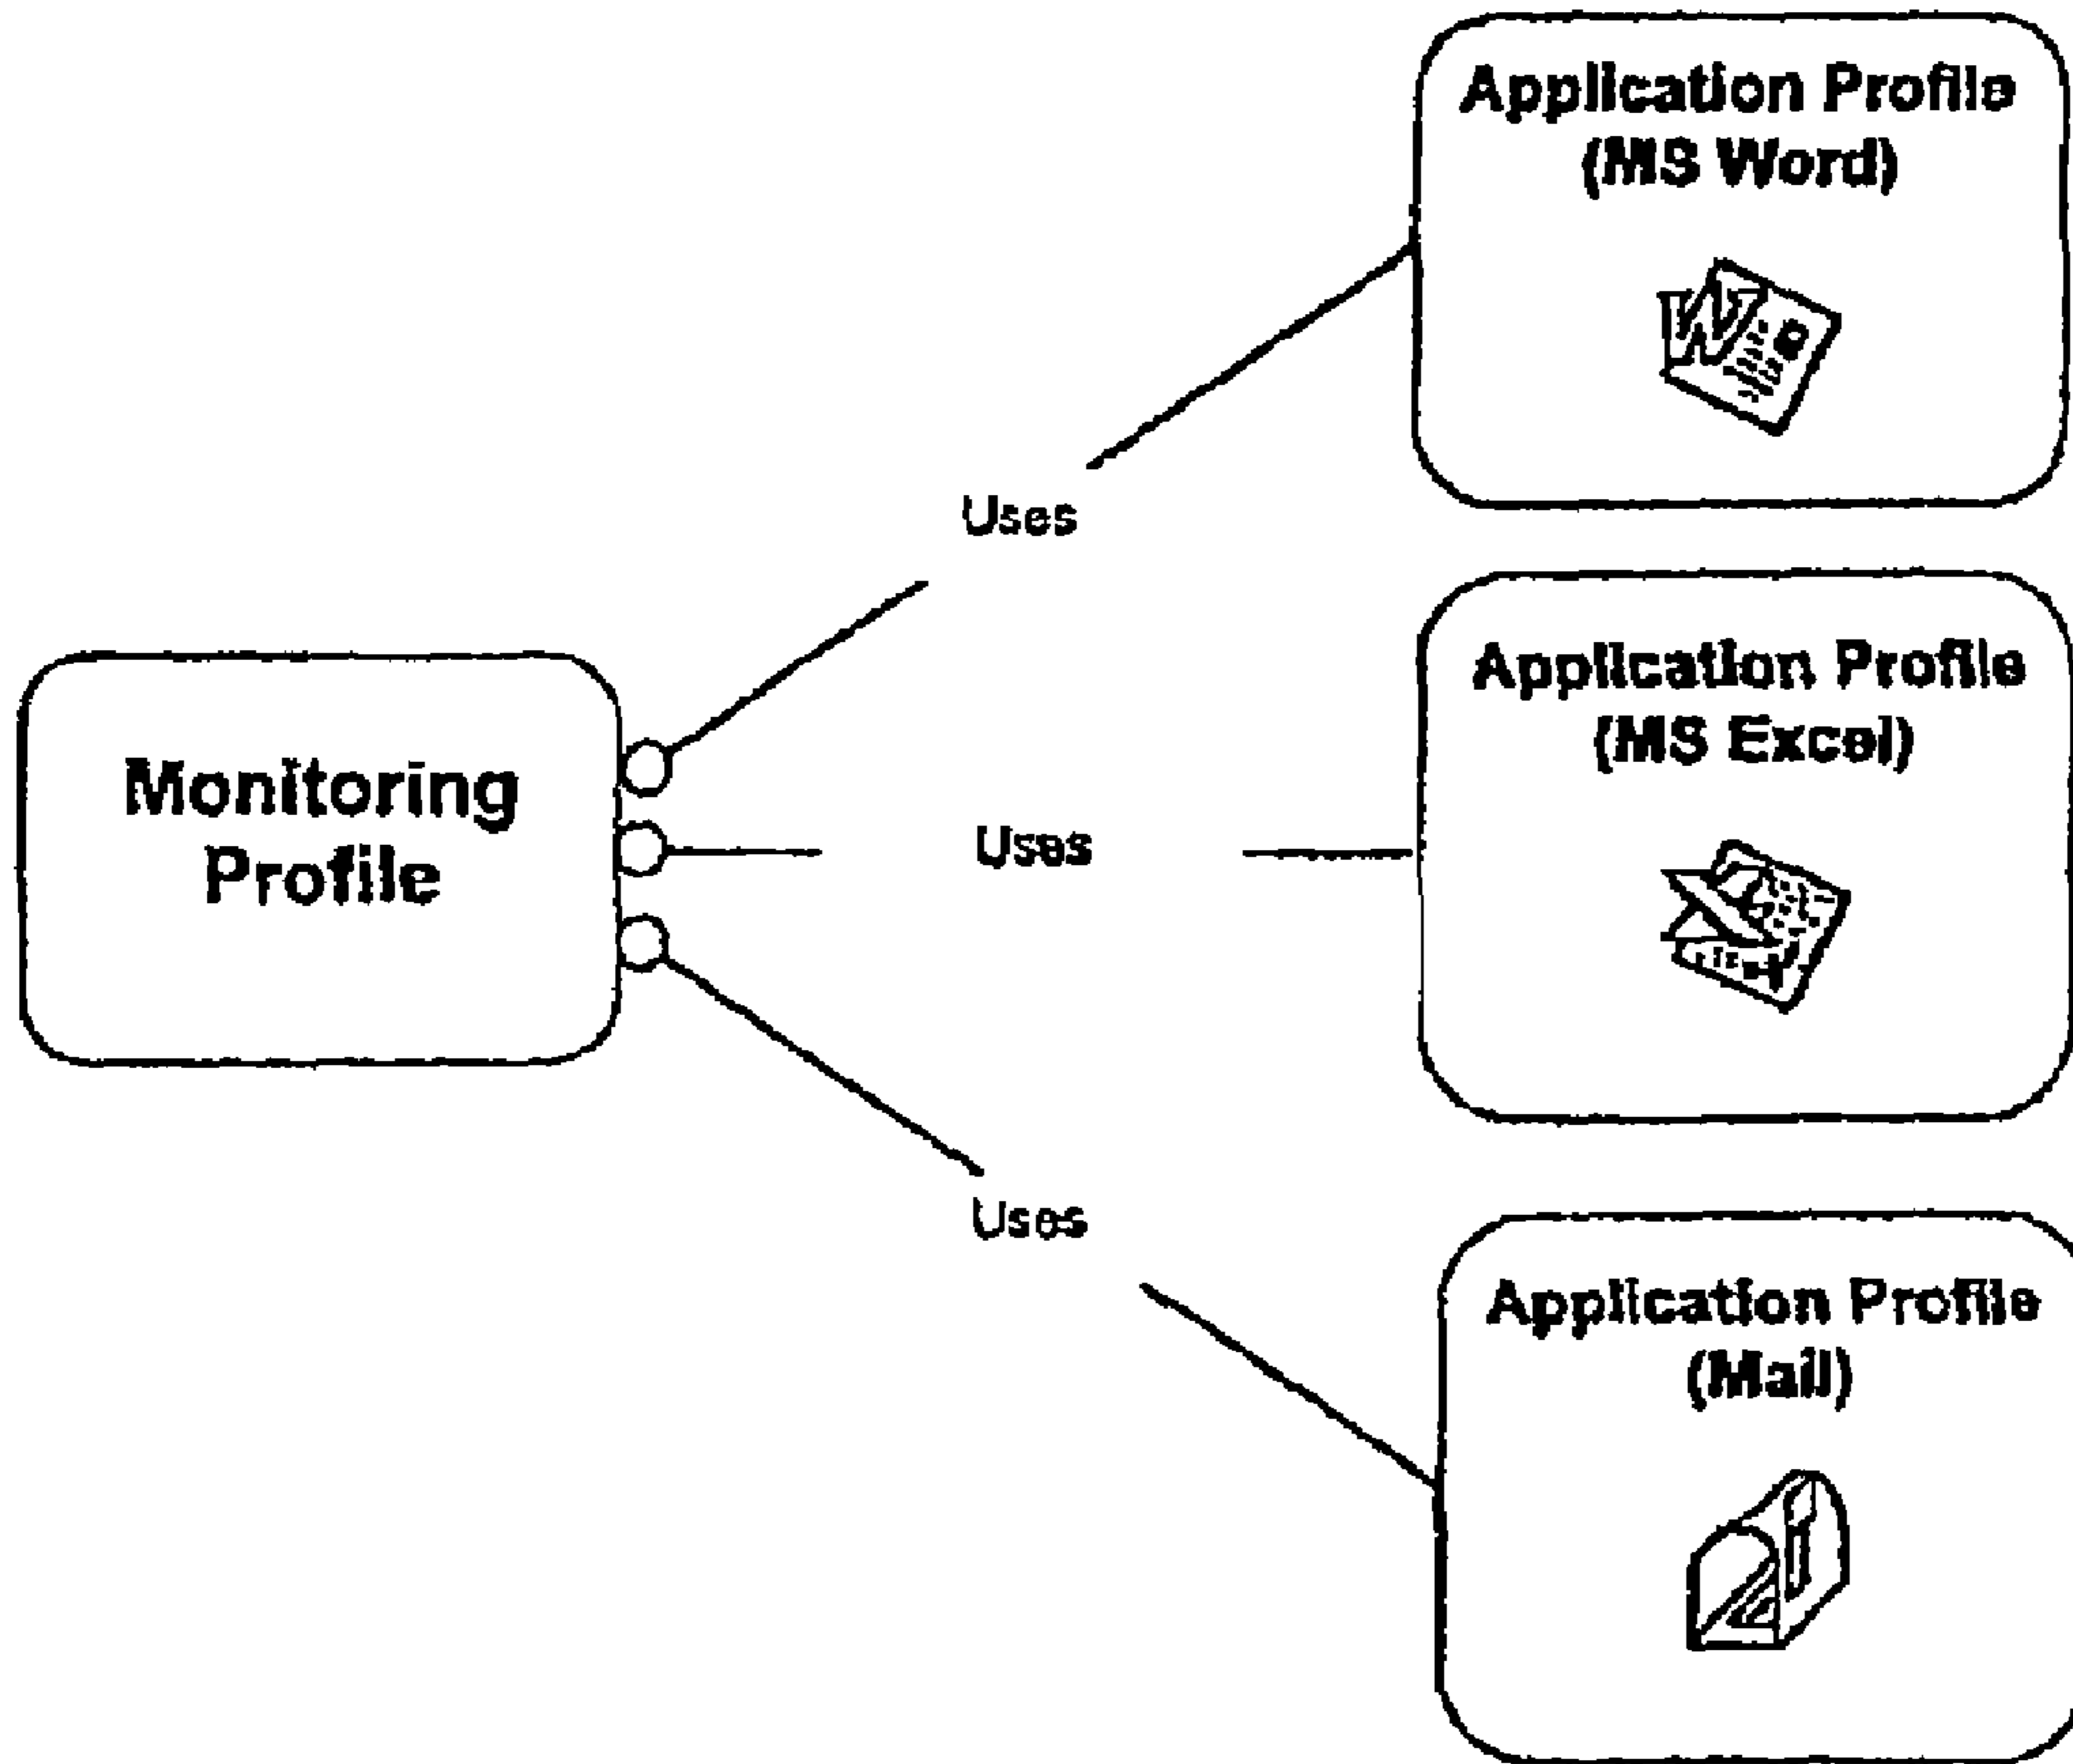 Application Profile
(MS Word)
Uses
Application Profile
(MS Excel)
Monitoring
Profile
Uses
Uses
Application Profile
(Mail)